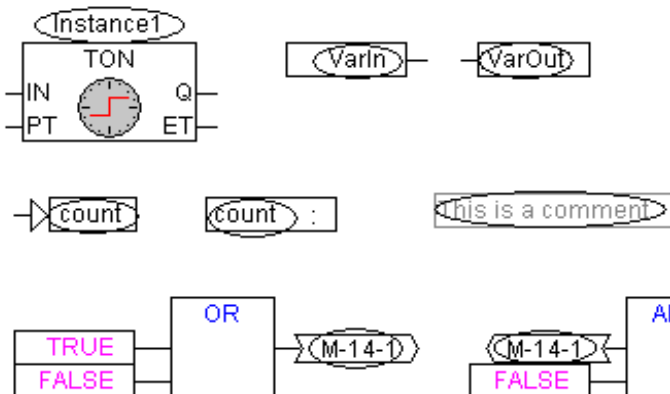 Instance1
TON
IN Q
PT ET
VarIn
VarOut
count
count :
This is a comment
OR
TRUE
FALSE
M-14-1
M-14-1
FALSE